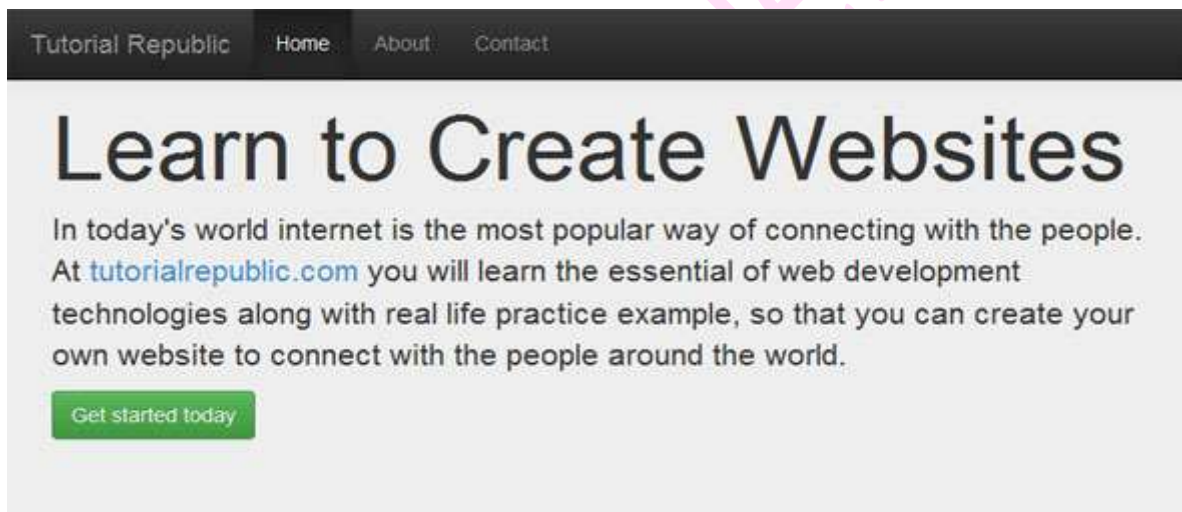 Tutorial Republic Home About Contact
Learn to Create Websites
In today's world internet is the most popular way of connecting with the people.
At tutorialrepublic.com you will learn the essential of web development
technologies along with real life practice example, so that you can create your
own website to connect with the people around the world.
Get started today